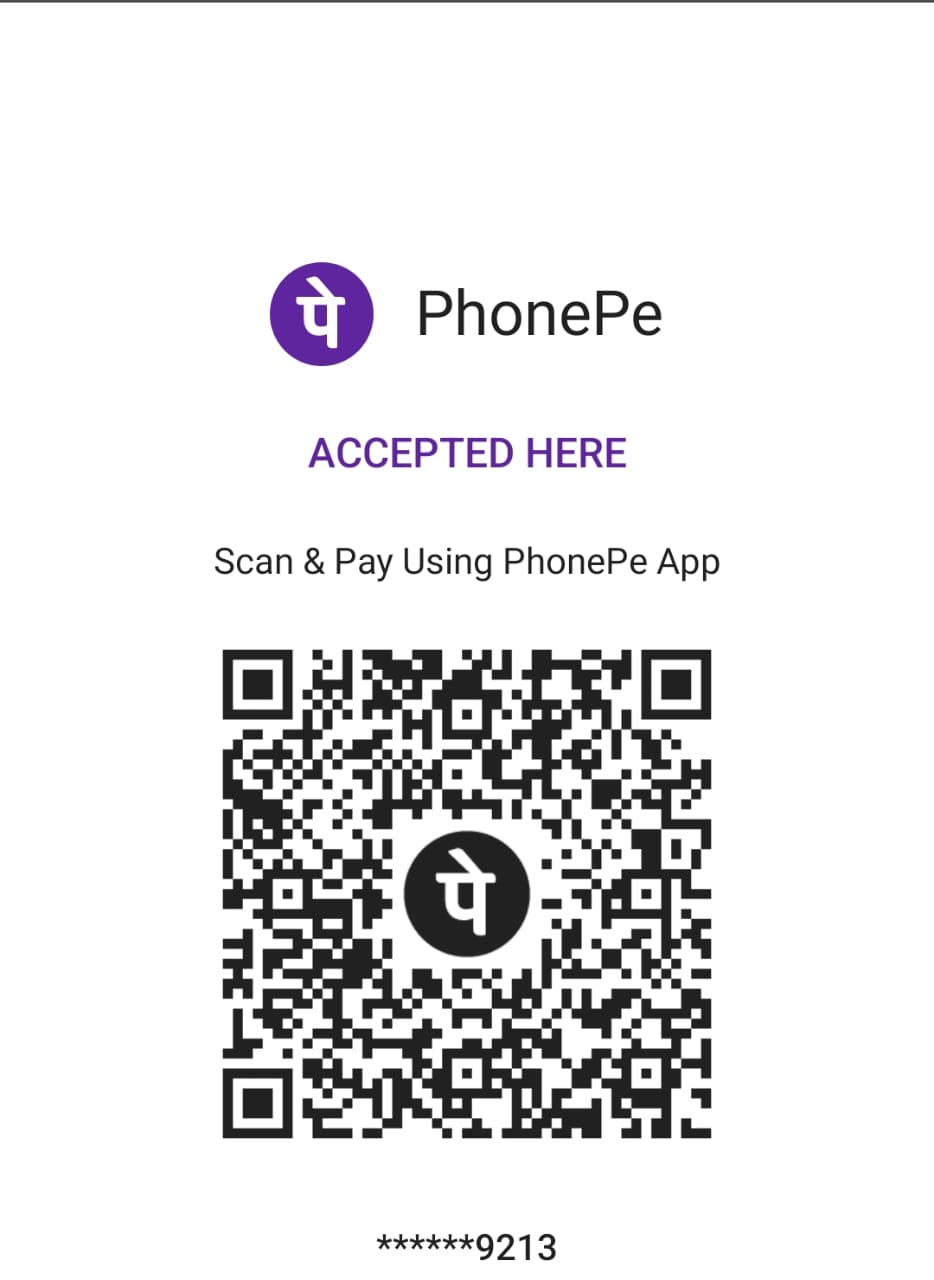 पे PhonePe
ACCEPTED HERE
Scan & Pay Using PhonePe App
पे
******9213